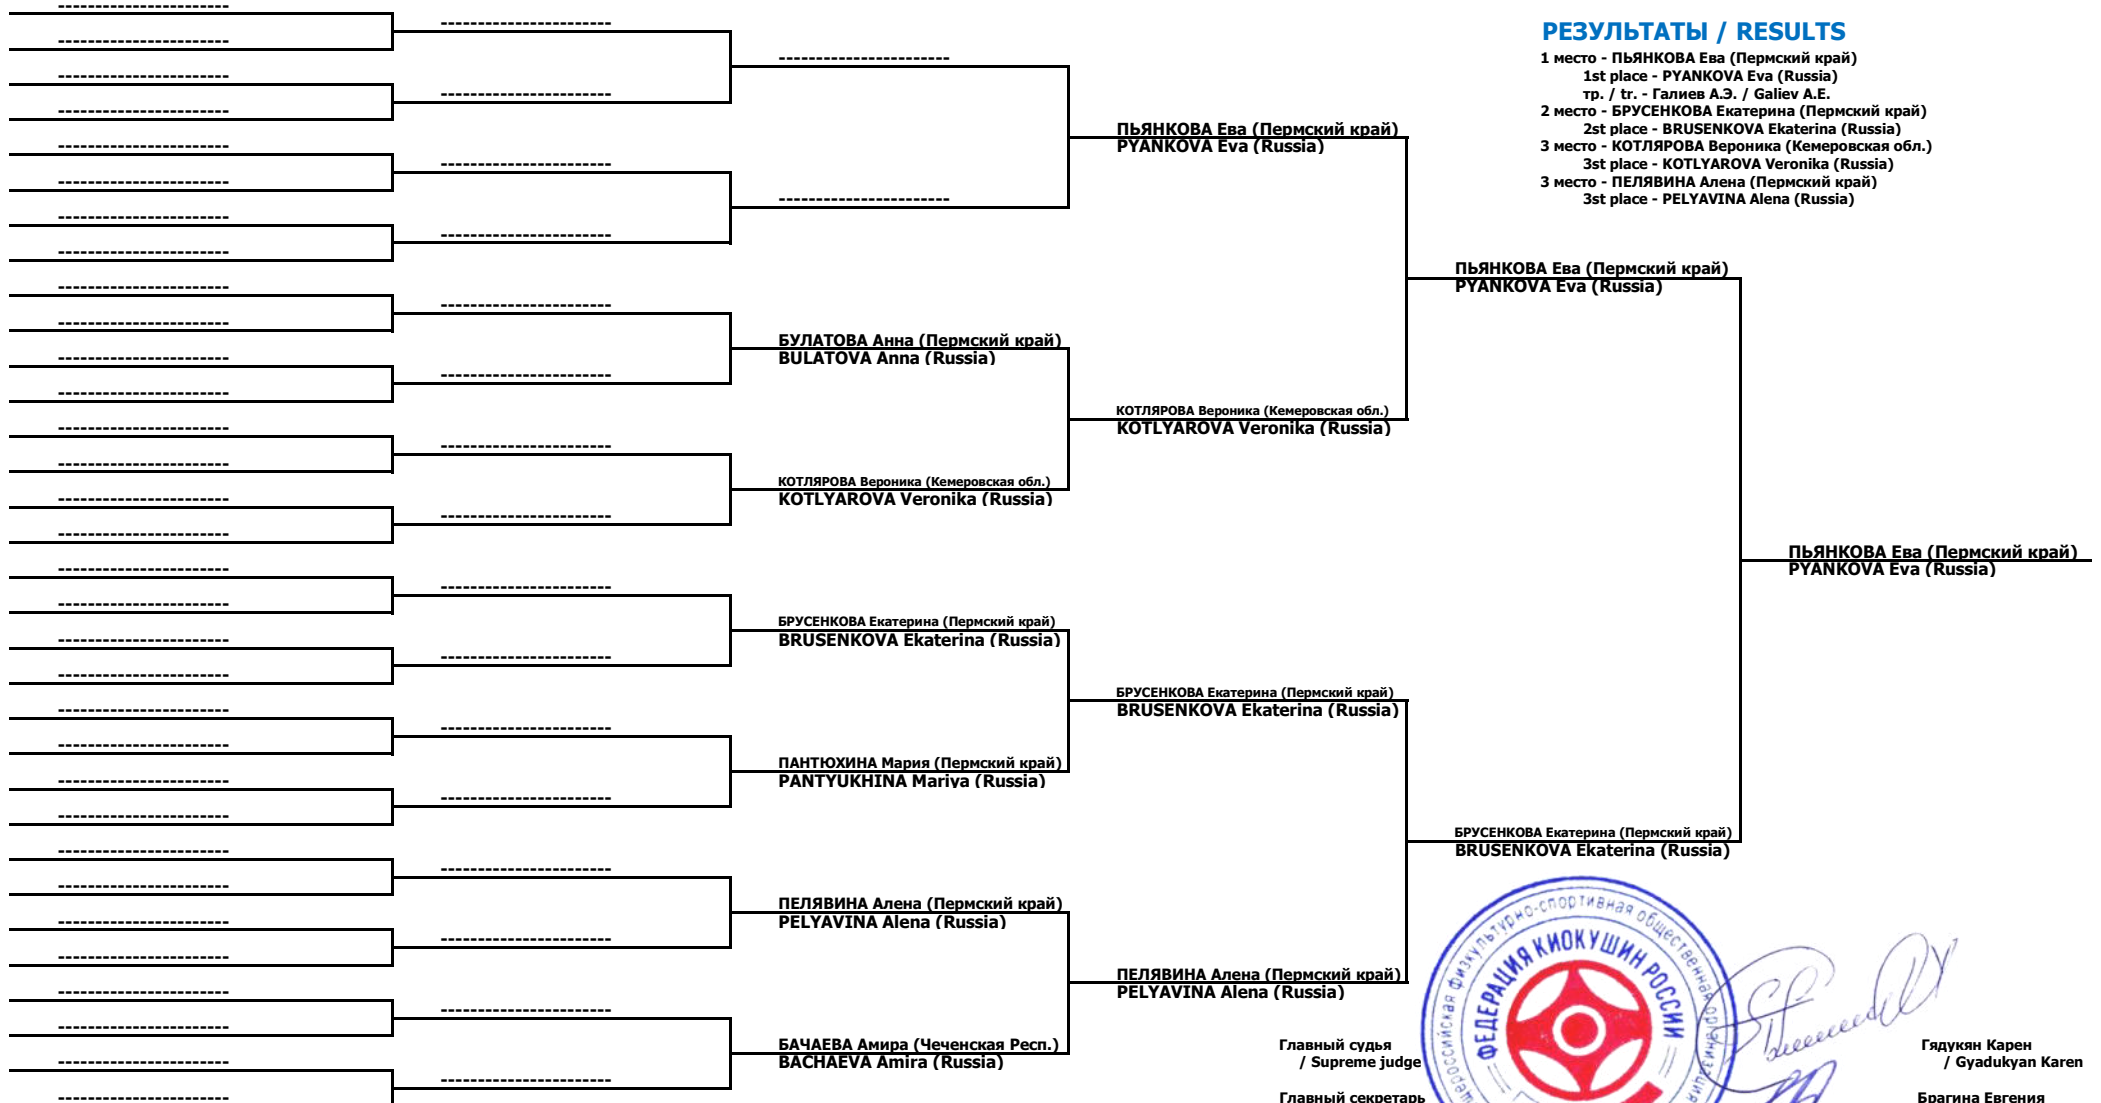 РЕЗУЛЬТАТЫ / RESULTS
1 место - ПЬЯНКОВА Ева (Пермский край)
1st place - PYANKOVA Eva (Russia)
тр. / tr. - Галиев А.Э. / Galiev A.E.
2 место - БРУСЕНКОВА Екатерина (Пермский край)
2st place - BRUSENKOVA Ekaterina (Russia)
3 место - КОТЛЯРОВА Вероника (Кемеровская обл.)
3st place - KOTLYAROVA Veronika (Russia)
3 место - ПЕЛЯВИНА Алена (Пермский край)
3st place - PELYAVINA Alena (Russia)
БУЛАТОВА Анна (Пермский край)
BULATOVA Anna (Russia)
КОТЛЯРОВА Вероника (Кемеровская обл.)
KOTLYAROVA Veronika (Russia)
БРУСЕНКОВА Екатерина (Пермский край)
BRUSENKOVA Ekaterina (Russia)
ПАНТЮХИНА Мария (Пермский край)
PANTYUKHINA Mariya (Russia)
ПЕЛЯВИНА Алена (Пермский край)
PELYAVINA Alena (Russia)
БАЧАЕВА Амира (Чеченская Респ.)
BACHAEVA Amira (Russia)
ПЬЯНКОВА Ева (Пермский край)
PYANKOVA Eva (Russia)
КОТЛЯРОВА Вероника (Кемеровская обл.)
KOTLYAROVA Veronika (Russia)
БРУСЕНКОВА Екатерина (Пермский край)
BRUSENKOVA Ekaterina (Russia)
ПЕЛЯВИНА Алена (Пермский край)
PELYAVINA Alena (Russia)
ПЬЯНКОВА Ева (Пермский край)
PYANKOVA Eva (Russia)
БРУСЕНКОВА Екатерина (Пермский край)
BRUSENKOVA Ekaterina (Russia)
ПЬЯНКОВА Ева (Пермский край)
PYANKOVA Eva (Russia)
физкультурно-спортивная общественная организация
ФЕДЕРАЦИЯ КИОКУШИН РОССИИ
Главный судья
/ Supreme judge
Гядукян Карен
/ Gyadukyan Karen
Главный секретарь
Брагина Евгения